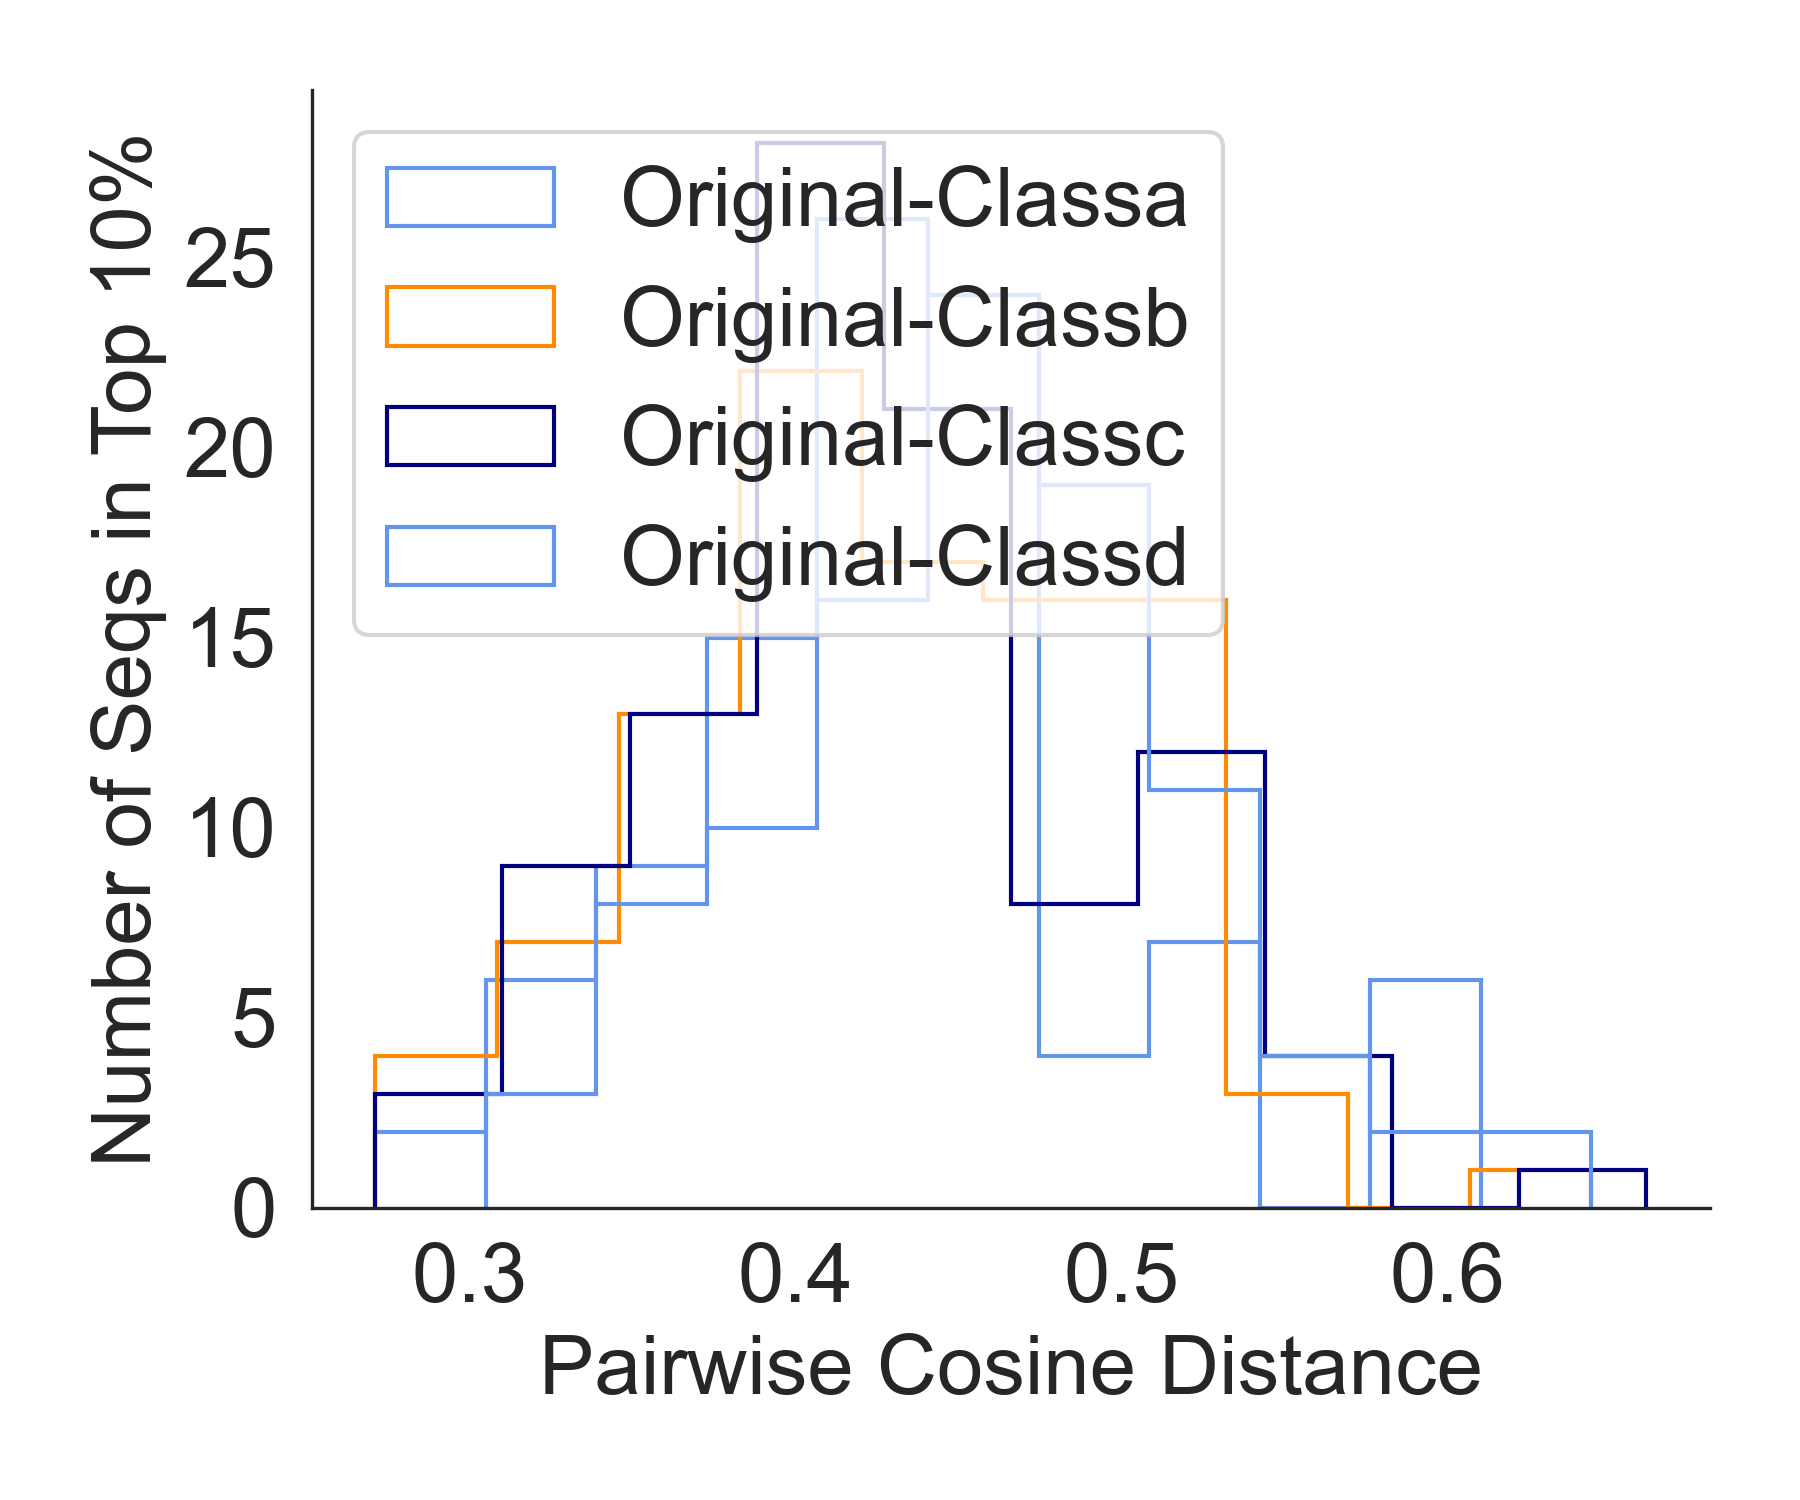 Number of Seqs in Top 10%
25
20
15
10
5
0
Original-Classa
Original-Classb
Original-Classc
Original-Classd
0.3 0.4 0.5 0.6
Pairwise Cosine Distance